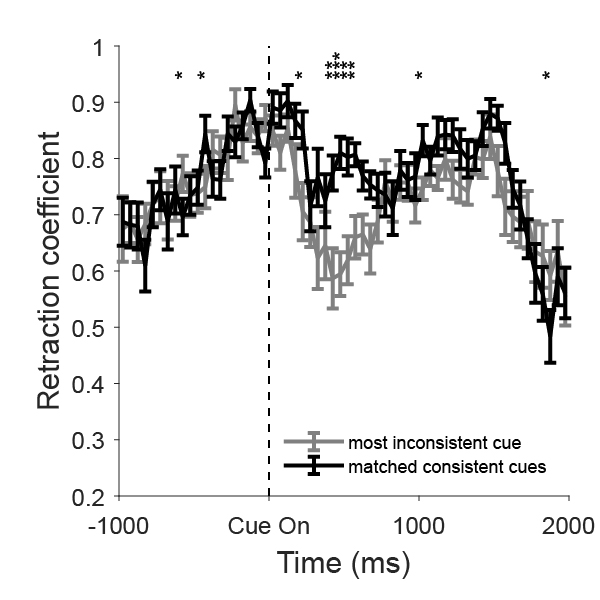 *
* * * **** * *
****
1
0.9
0.8
0.7
0.6
0.5
0.4
0.3
0.2
Retraction coefficient
most inconsistent cue
matched consistent cues
-1000 Cue On 1000 2000
Time (ms)